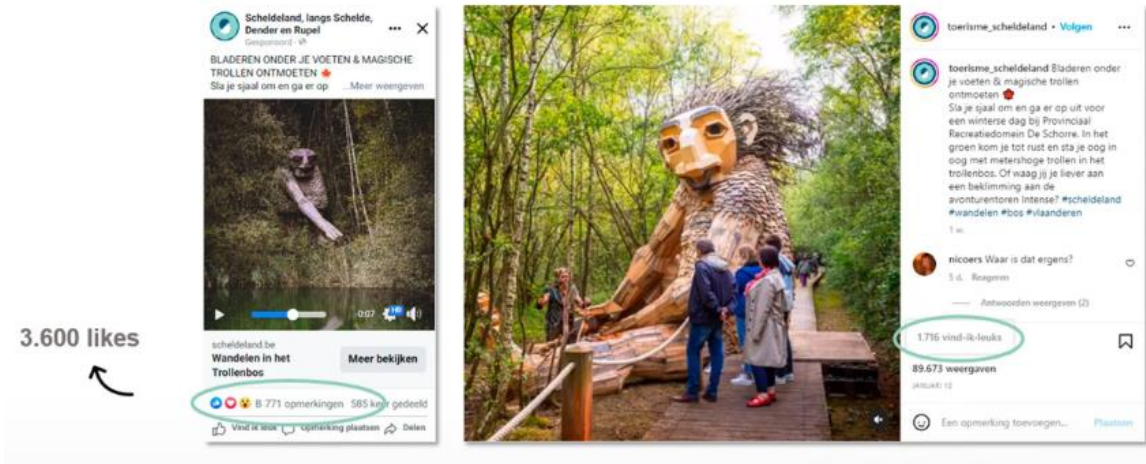 3.600 likes
Scheldeland, langs Schelde,
Dender en Rupel
Gesponsord
BLADEREN ONDER JE VOETEN & MAGISCHE
TROLLEN ONTMOETEN 🍁
Sla je sjaal om en ga er op ...Meer weergeven
0:07
HD
scheldeland.be
Wandelen in het
Trollenbos
Meer bekijken
771 opmerkingen 585 keer gedeeld
Vind ik leuk Opmerking plaatsen Delen
toerisme_scheldeland • Volgen
toerisme_scheldeland Bladeren onder
je voeten & magische trollen
ontmoeten
Sla je sjaal om en ga er op uit voor
een winterse dag bij Provinciaal
Recreatiedomein De Schorre. In het
groen kom je tot rust en sta je oog in
oog met metershoge trollen in het
trollenbos. Of waag jij je liever aan
een beklimming aan de
avonturentoren Intense? #scheldeland
#wandelen #bos #vlaanderen
1 w.
nicoers Waar is dat ergens?
5 d. Reageren
Antwoorden weergeven (2)
1.716 vind-ik-leuks
89.673 weergaven
JANUARI 12
Een opmerking toevoegen... Plaatsen